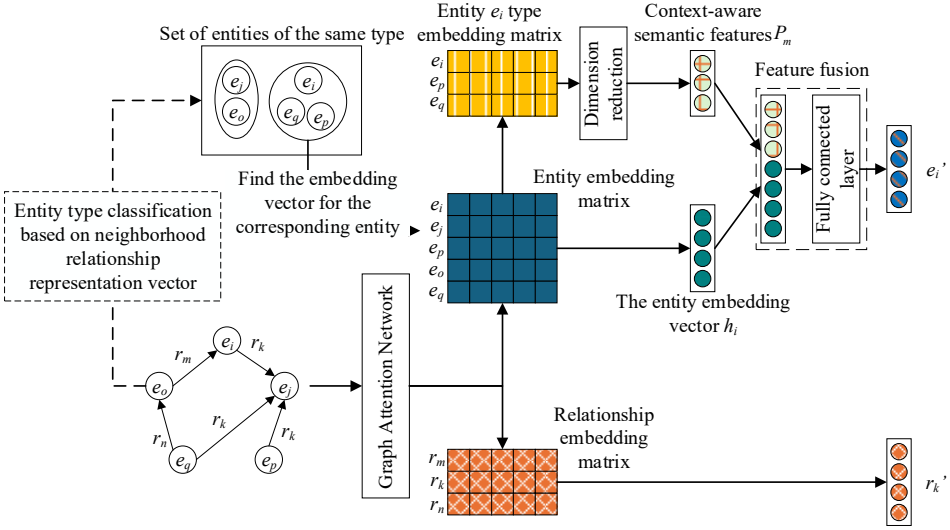 Set of entities of the same type
e_j
e_o
e_i
e_q
e_p
Find the embedding
vector for the
corresponding entity
Entity type classification
based on neighborhood
relationship
representation vector
e_i
e_o
e_j
e_q
e_p
r_m
r_k
r_n
r_k
r_k
Graph Attention Network
Entity e_i type
embedding matrix
e_i
e_p
e_q
Dimension
reduction
Context-aware
semantic features P_m
Feature fusion
Fully connected
layer
e_i’
Entity embedding
matrix
e_i
e_j
e_p
e_o
e_q
The entity embedding
vector h_i
Relationship
embedding
matrix
r_m
r_k
r_n
r_k’